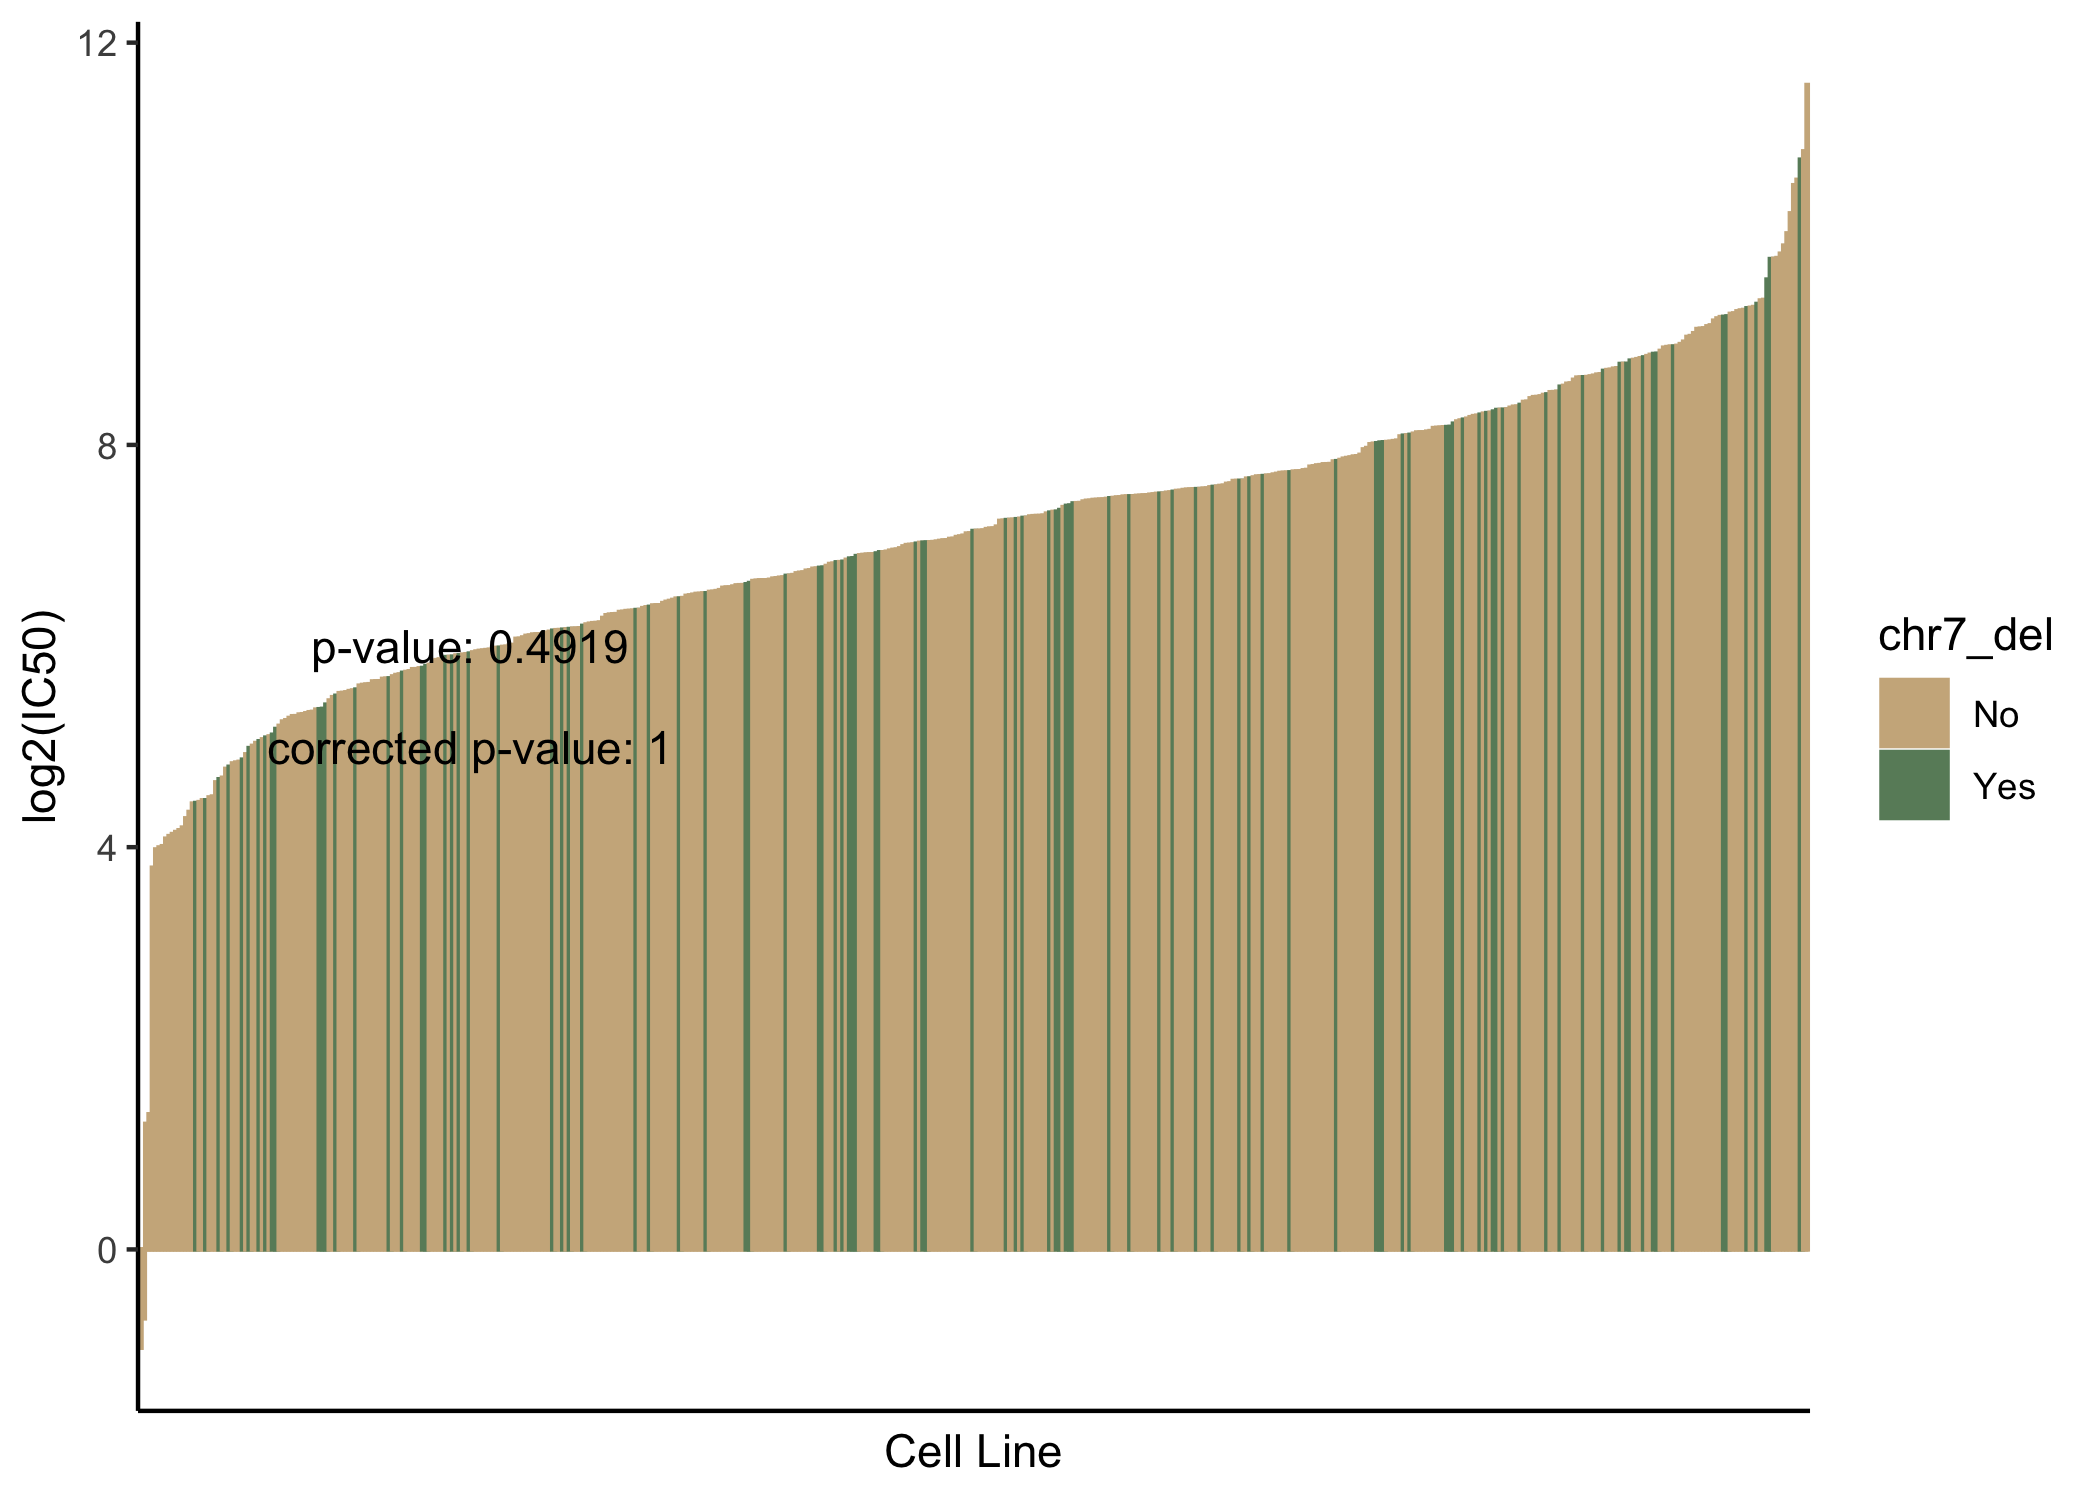 12
8
4
0
log2(IC50)
p-value: 0.4919
corrected p-value: 1
Cell Line
chr7_del
No
Yes